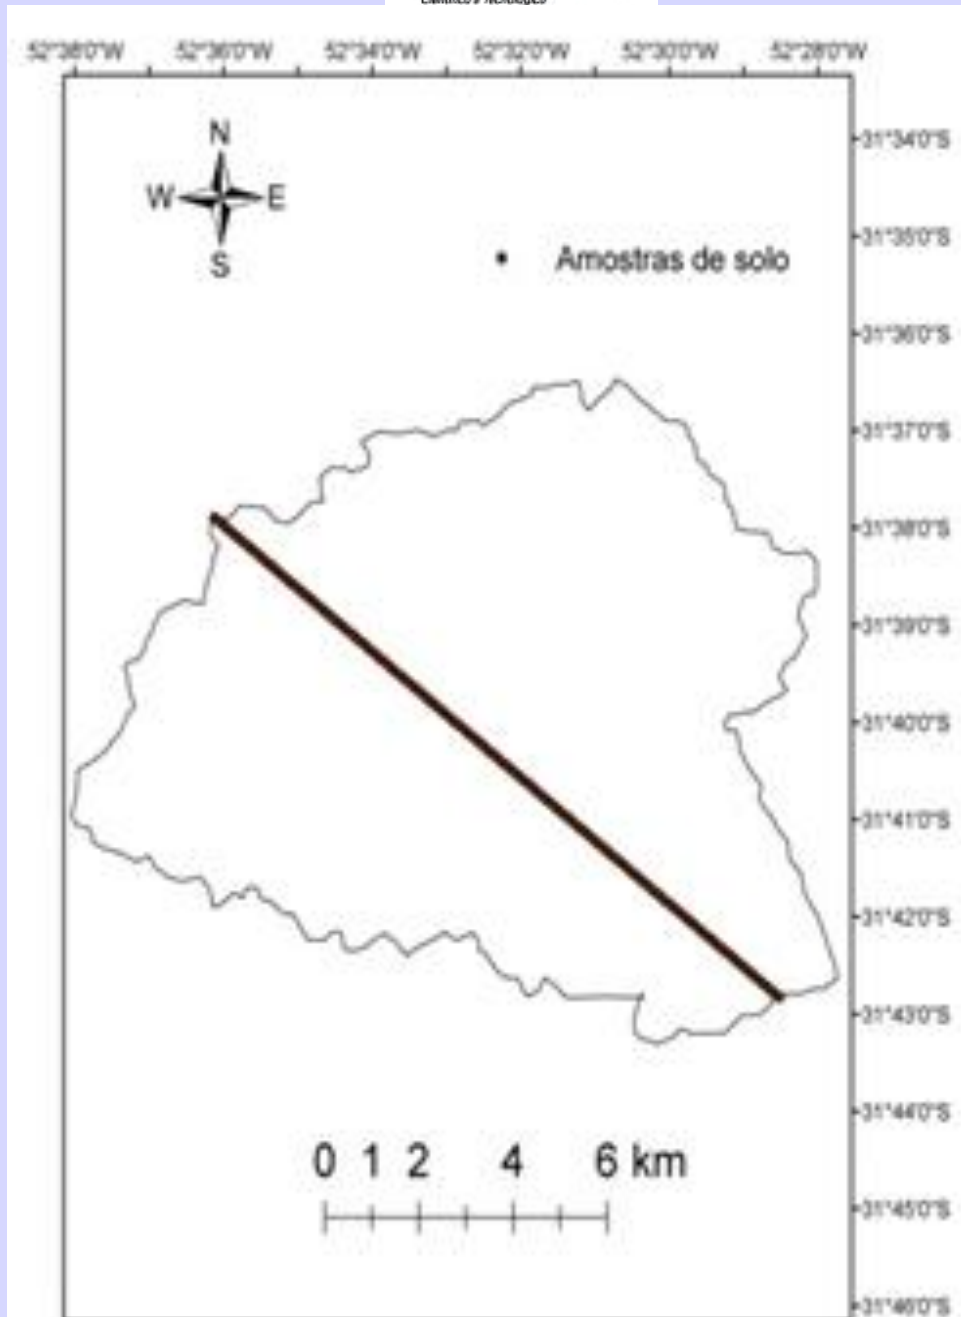 Científico e Tecnológico
52°38'0"W 52°36'0"W 52°34'0"W 52°32'0"W 52°30'0"W 52°28'0"W
N
W E
S
Amostras de solo
31°34'0"S
31°35'0"S
31°36'0"S
31°37'0"S
31°38'0"S
31°39'0"S
31°40'0"S
31°41'0"S
31°42'0"S
31°43'0"S
31°44'0"S
31°45'0"S
31°46'0"S
0 1 2 4 6 km